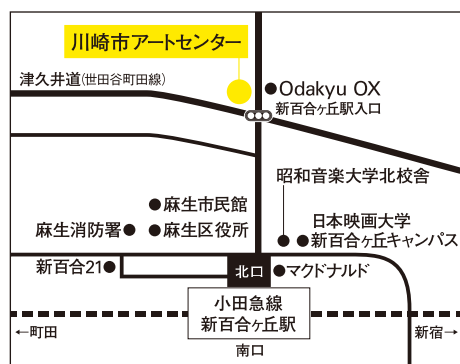 川崎市アートセンター
津久井道(世田谷町田線)
Odakyu OX
新百合ヶ丘駅入口
昭和音楽大学北校舎
麻生市民館
日本映画大学
新百合ヶ丘キャンパス
麻生消防署
麻生区役所
新百合21
北口
マクドナルド
小田急線
新百合ヶ丘駅
←町田
新宿→
南口